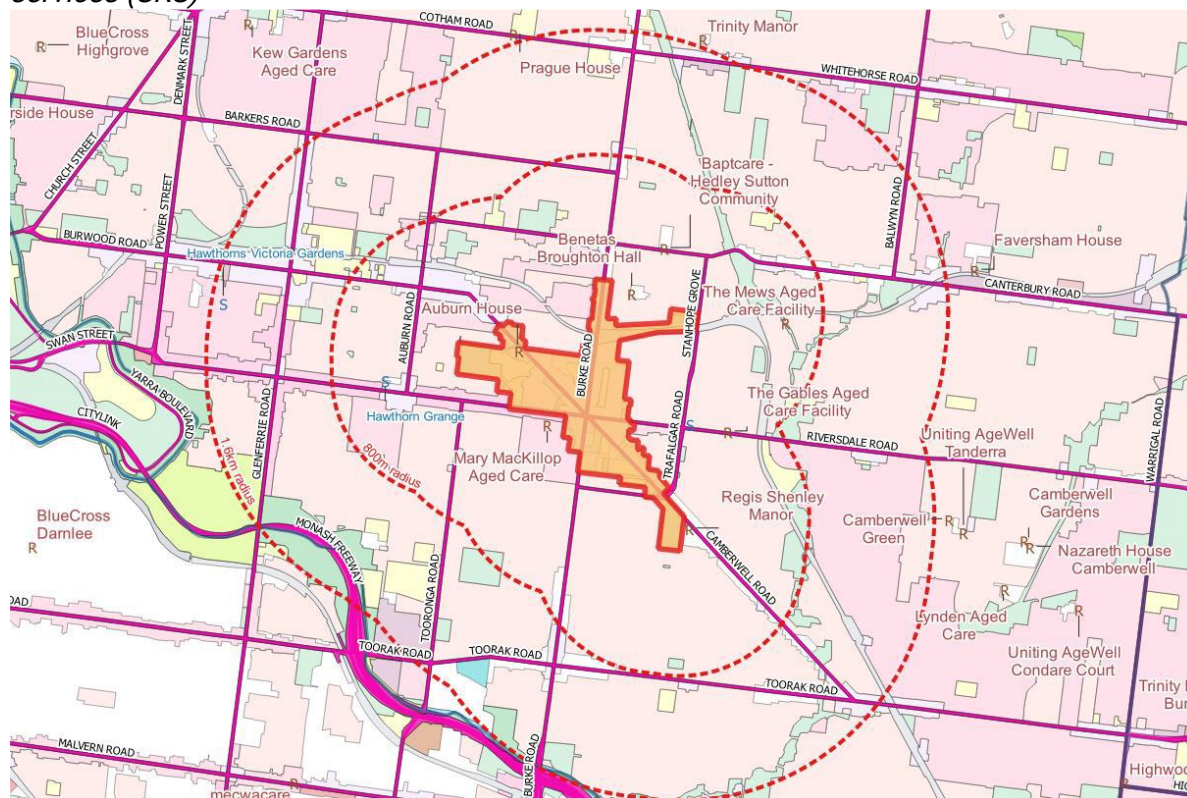 services (SRS)
COTHAM ROAD
Trinity Manor
BlueCross
Highgrove
R
DENMARK STREET
R
Kew Gardens
Aged Care
R
Prague House
R
WHITEHORSE ROAD
rside House
BARKERS ROAD
CHURCH STREET
POWER STREET
Baptcare -
Hedley Sutton
Community
BALWYN ROAD
BURWOOD ROAD
Hawthorns Victoria Gardens
S
Benetas
Broughton Hall
R
R
Faversham House
R
CANTERBURY ROAD
Auburn House
R
AUBURN ROAD
BURKE ROAD
STANHOPE GROVE
The Mews Aged
Care Facility
R
SWAN STREET
YARRA BOULEVARD
CITYLINK
S
Hawthorn Grange
The Gables Aged
Care Facility
S
R
RIVERSDALE ROAD
WARRIGAL ROAD
GLENFERRIE ROAD
1.6km radius
800m radius
R
Mary MacKillop
Aged Care
TRAFALGAR ROAD
Uniting AgeWell
Tanderra
BlueCross
Darnlee
R
Regis Shenley
Manor
R
Camberwell
Green
R
R
Camberwell
Gardens
R
R
Nazareth House
Camberwell
MONASH FREEWAY
TOORONGA ROAD
CAMBERWELL ROAD
R
Lynden Aged
Care
R
Uniting AgeWell
Condare Court
OAD
TOORAK ROAD
TOORAK ROAD
TOORAK ROAD
Trinity
Bur
MALVERN ROAD
R
mecwacare
BURKE ROAD
R
Highwoo
HIG